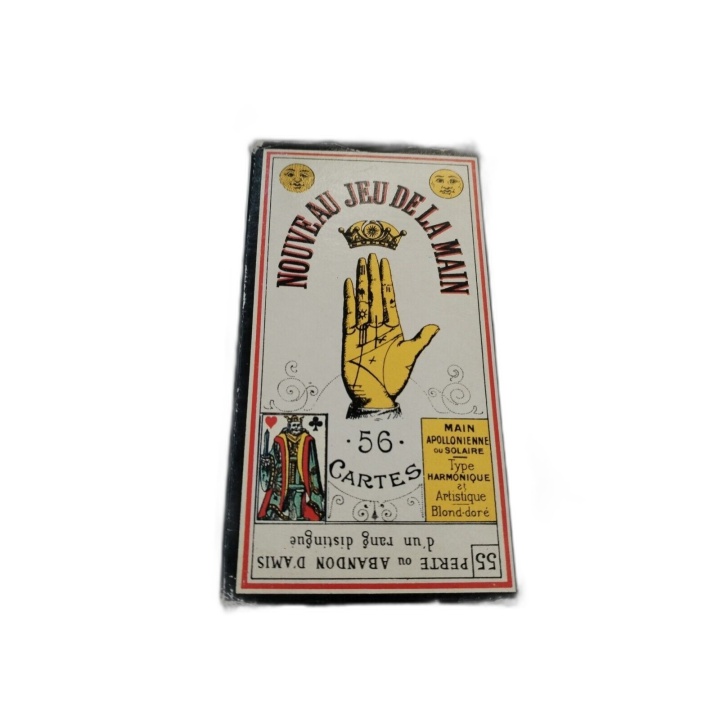 NOUVEAU JEU DE LA MAIN
·56·
CARTES
MAIN
APOLLONIENNE
OU SOLAIRE
Type
HARMONIQUE
et
Artistique
Blond-doré
55 PERTE ou ABANDON D'AMIS
d'un rang distingué